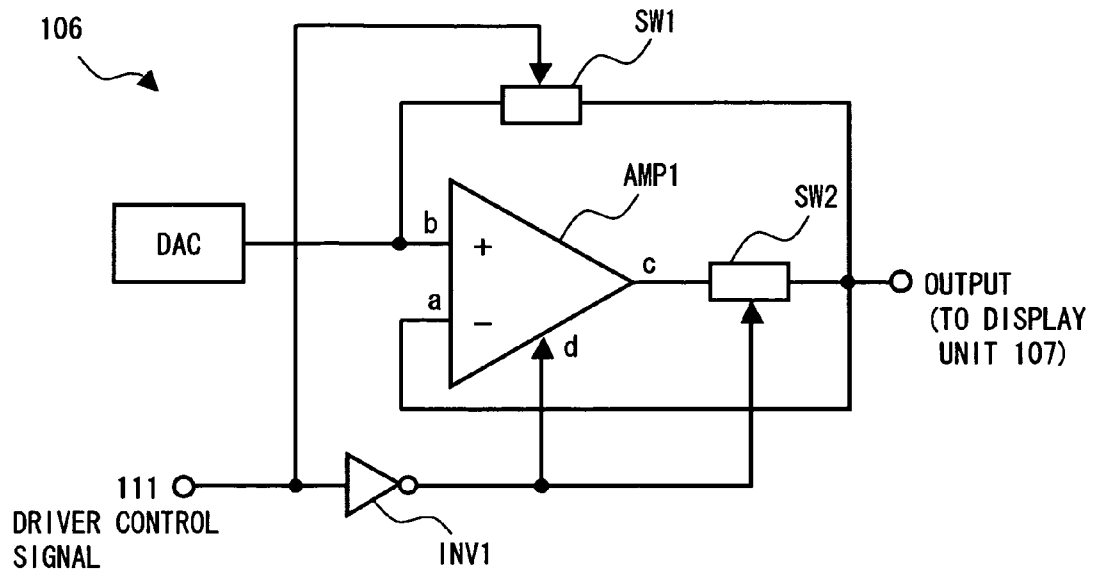 106
SW1
AMP1
SW2
DAC
b
+
c
a
−
d
OUTPUT
(TO DISPLAY
UNIT 107)
111
DRIVER CONTROL
SIGNAL
INV1